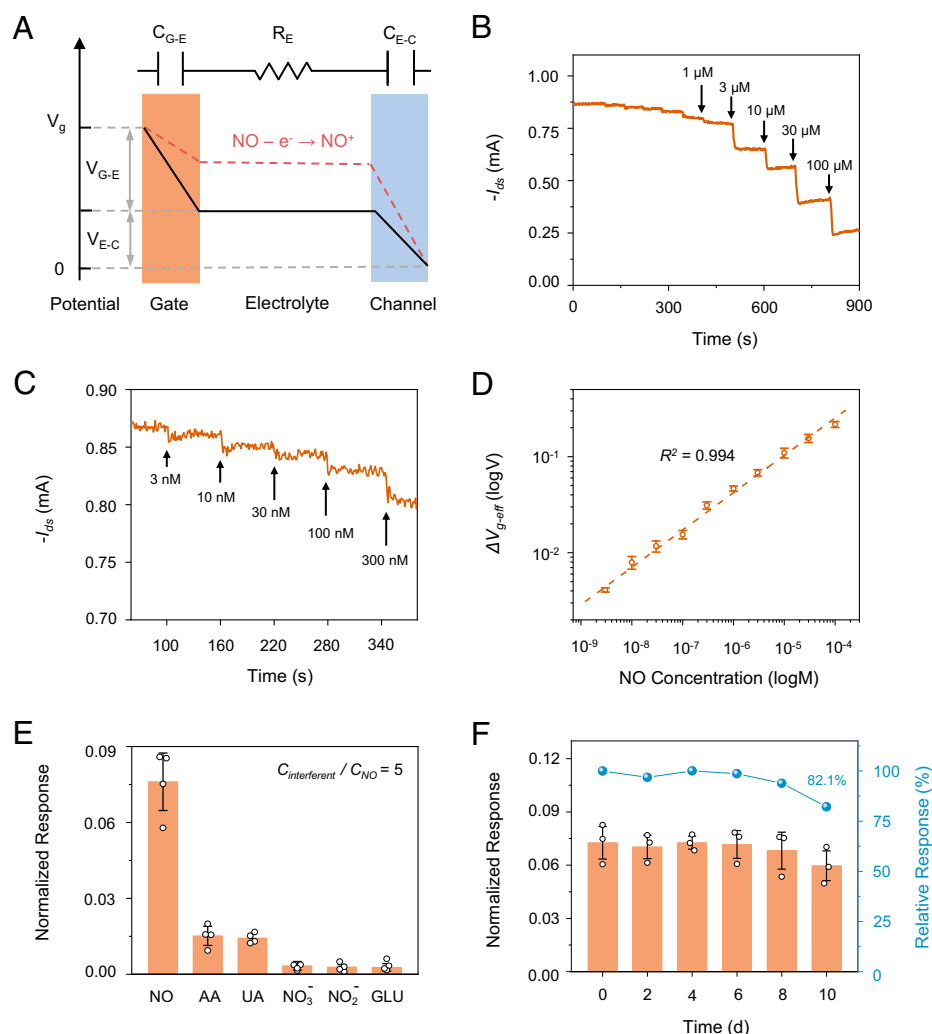 A
C_G-E
R_E
C_E-C
V_g
NO – e⁻ → NO⁺
V_G-E
V_E-C
0
Potential
Gate
Electrolyte
Channel
B
1.00
0.75
0.50
0.25
0.00
-I_ds (mA)
1 μM
3 μM
10 μM
30 μM
100 μM
0
300
600
900
Time (s)
C
0.90
0.85
0.80
0.75
0.70
-I_ds (mA)
3 nM
10 nM
30 nM
100 nM
300 nM
100
160
220
280
340
Time (s)
D
10⁻¹
10⁻²
ΔV_g-eff (logV)
R² = 0.994
10⁻⁹
10⁻⁸
10⁻⁷
10⁻⁶
10⁻⁵
10⁻⁴
NO Concentration (logM)
E
0.09
0.06
0.03
0.00
Normalized Response
C_interferent / C_NO = 5
NO
AA
UA
NO₃⁻
NO₂⁻
GLU
F
0.12
0.09
0.06
0.03
0.00
Normalized Response
82.1%
100
75
50
25
0
Relative Response (%)
0
2
4
6
8
10
Time (d)